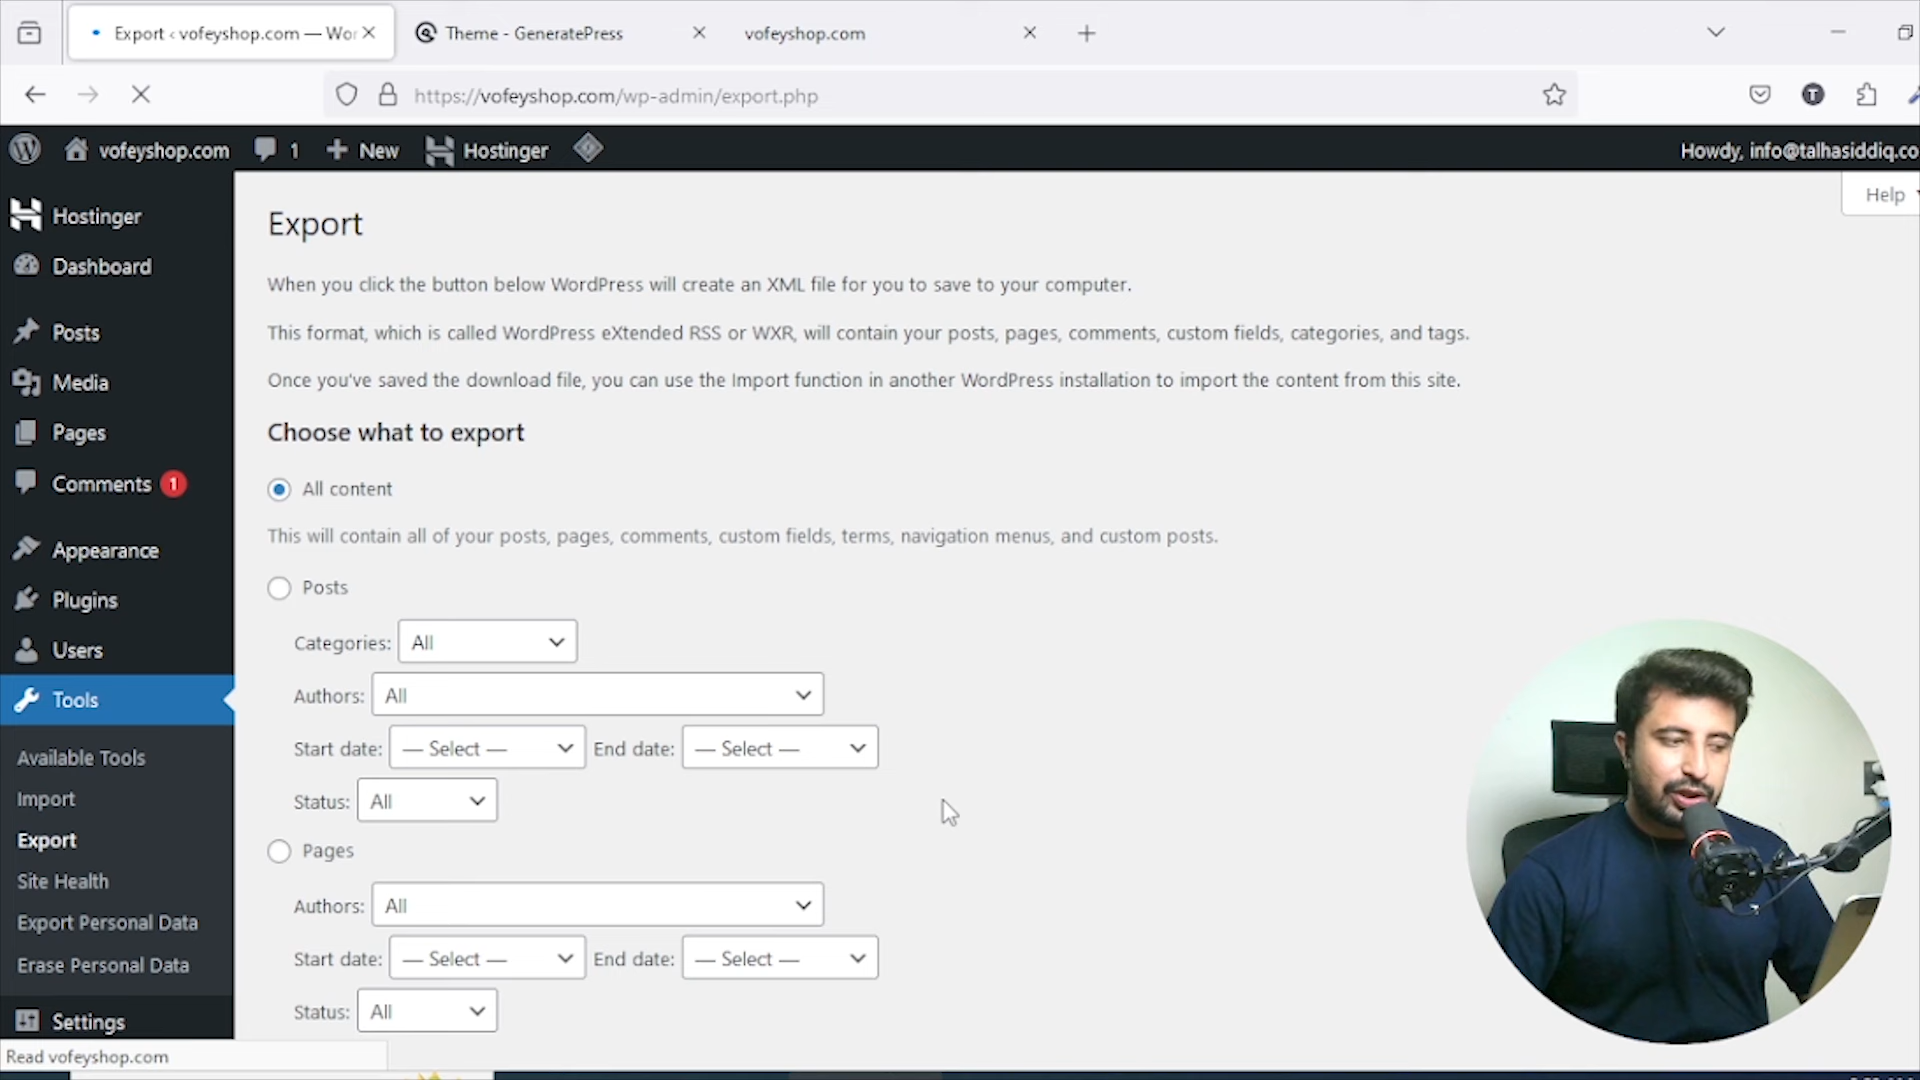 Export ‹ vofeyshop.com — Wor
Theme - GeneratePress
vofeyshop.com
https://vofeyshop.com/wp-admin/export.php
T
vofeyshop.com
1
New
Hostinger
Howdy, info@talhasiddiq.co
Help
Hostinger
Dashboard
Posts
Media
Pages
Comments 1
Appearance
Plugins
Users
Tools
Available Tools
Import
Export
Site Health
Export Personal Data
Erase Personal Data
Settings
Read vofeyshop.com
Export
When you click the button below WordPress will create an XML file for you to save to your computer.
This format, which is called WordPress eXtended RSS or WXR, will contain your posts, pages, comments, custom fields, categories, and tags.
Once you've saved the download file, you can use the Import function in another WordPress installation to import the content from this site.
Choose what to export
All content
This will contain all of your posts, pages, comments, custom fields, terms, navigation menus, and custom posts.
Posts
Categories: All
Authors: All
Start date: — Select — End date: — Select —
Status: All
Pages
Authors: All
Start date: — Select — End date: — Select —
Status: All